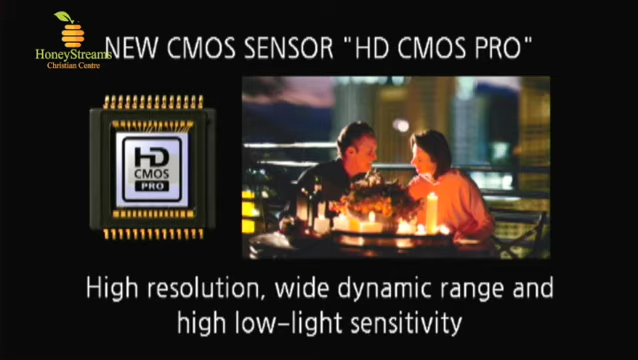 HoneyStreams
Christian Centre
NEW CMOS SENSOR "HD CMOS PRO"
HD
CMOS
PRO
High resolution, wide dynamic range and
high low-light sensitivity